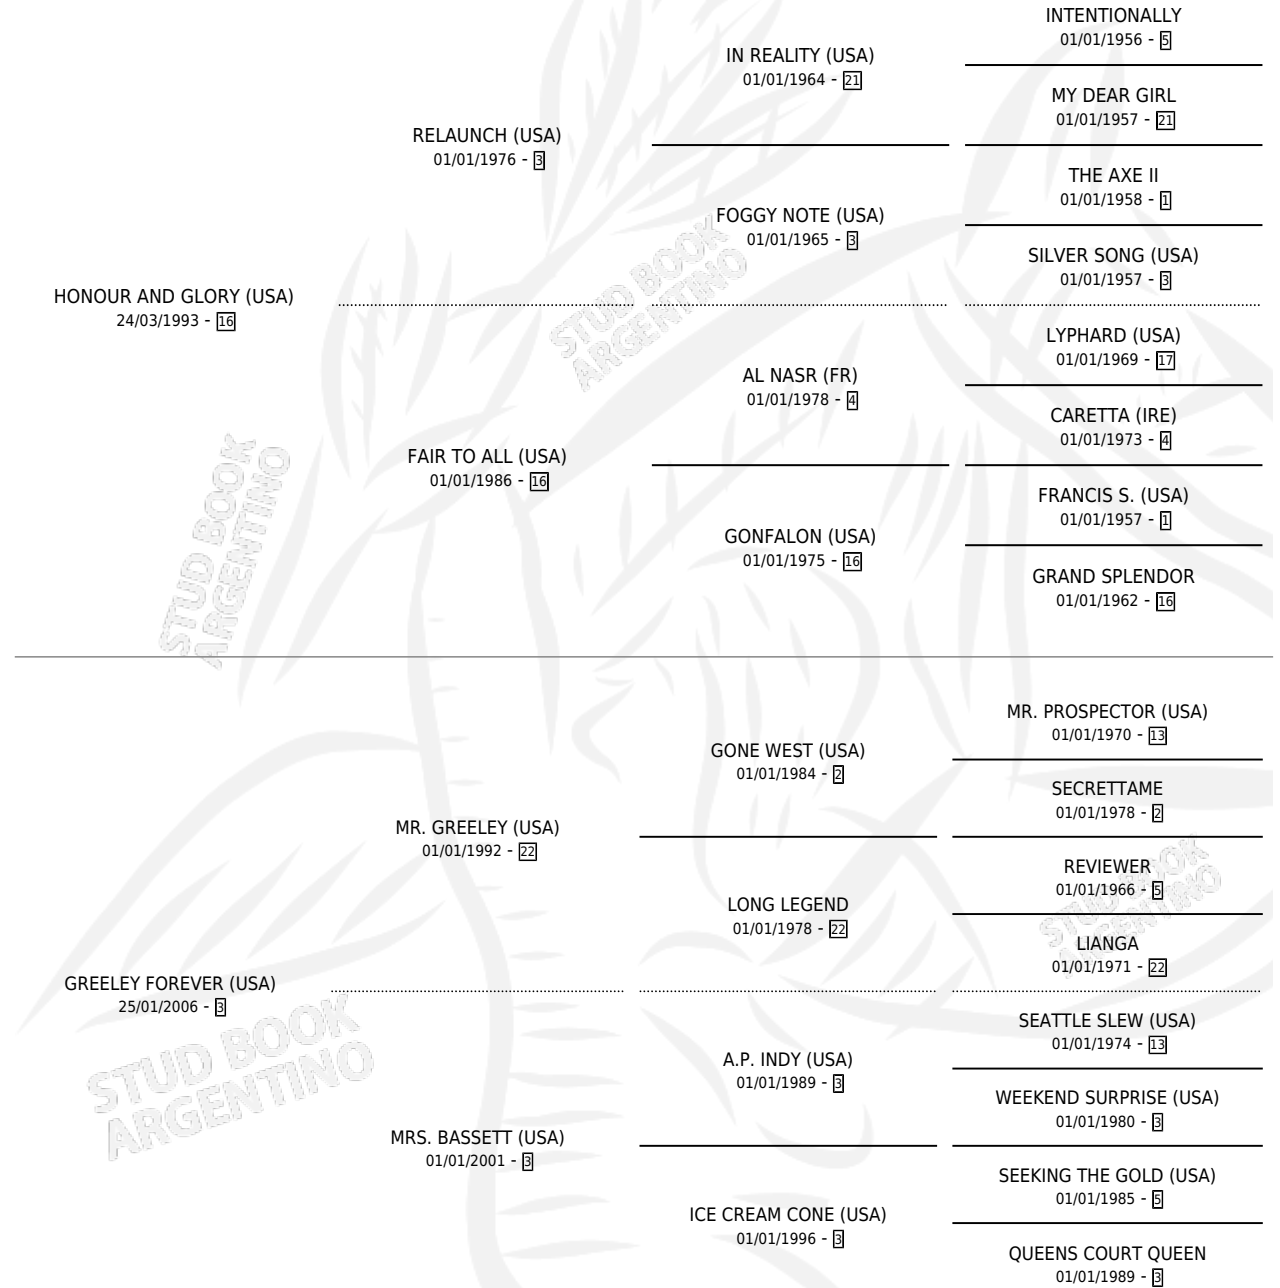 INTENTIONALLY
01/01/1956 - 5
IN REALITY (USA)
01/01/1964 - 21
MY DEAR GIRL
01/01/1957 - 21
RELAUNCH (USA)
01/01/1976 - 3
THE AXE II
01/01/1958 - 1
FOGGY NOTE (USA)
01/01/1965 - 3
SILVER SONG (USA)
01/01/1957 - 3
HONOUR AND GLORY (USA)
24/03/1993 - 16
LYPHARD (USA)
01/01/1969 - 17
AL NASR (FR)
01/01/1978 - 4
CARETTA (IRE)
01/01/1973 - 4
FAIR TO ALL (USA)
01/01/1986 - 16
FRANCIS S. (USA)
01/01/1957 - 1
GONFALON (USA)
01/01/1975 - 16
GRAND SPLENDOR
01/01/1962 - 16
MR. PROSPECTOR (USA)
01/01/1970 - 13
GONE WEST (USA)
01/01/1984 - 2
SECRETTAME
01/01/1978 - 2
MR. GREELEY (USA)
01/01/1992 - 22
REVIEWER
01/01/1966 - 5
LONG LEGEND
01/01/1978 - 22
LIANGA
01/01/1971 - 22
GREELEY FOREVER (USA)
25/01/2006 - 3
SEATTLE SLEW (USA)
01/01/1974 - 13
A.P. INDY (USA)
01/01/1989 - 3
WEEKEND SURPRISE (USA)
01/01/1980 - 3
MRS. BASSETT (USA)
01/01/2001 - 3
SEEKING THE GOLD (USA)
01/01/1985 - 5
ICE CREAM CONE (USA)
01/01/1996 - 3
QUEENS COURT QUEEN
01/01/1989 - 3
STUD BOOK
ARGENTINO
STUD BOOK
ARGENTINO
STUD BOOK
ARGENTINO
STUD BOOK
ARGENTINO